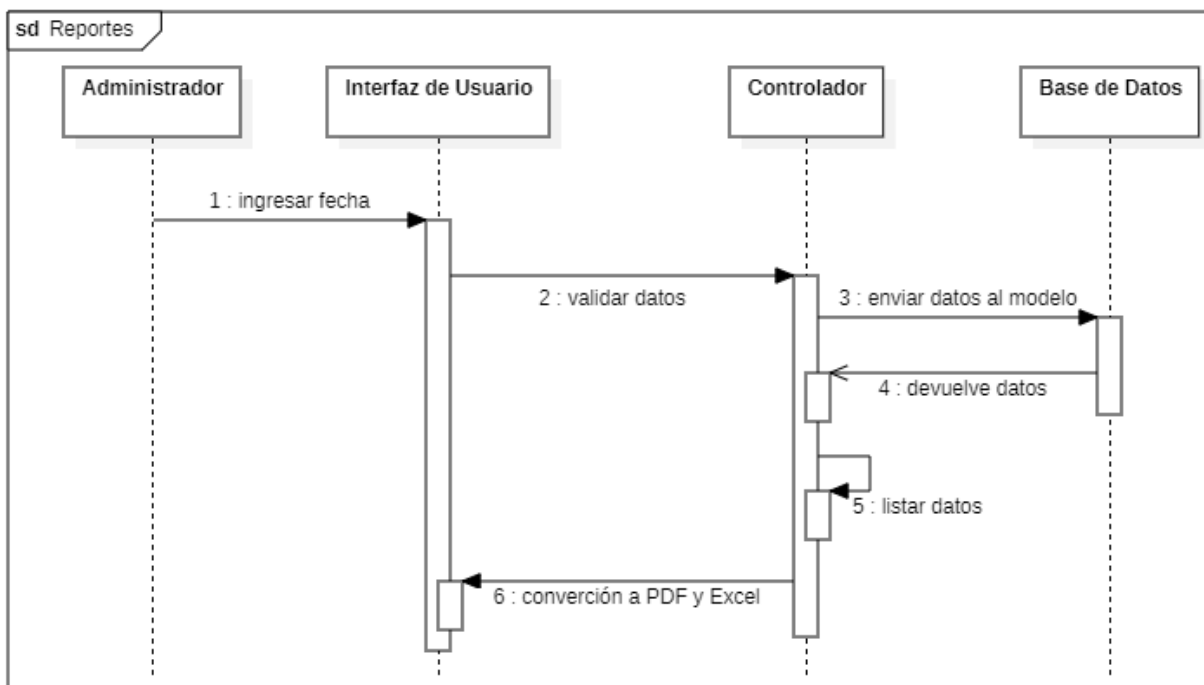 sd Reportes
Administrador
Interfaz de Usuario
Controlador
Base de Datos
1 : ingresar fecha
2 : validar datos
3 : enviar datos al modelo
4 : devuelve datos
5 : listar datos
6 : converción a PDF y Excel